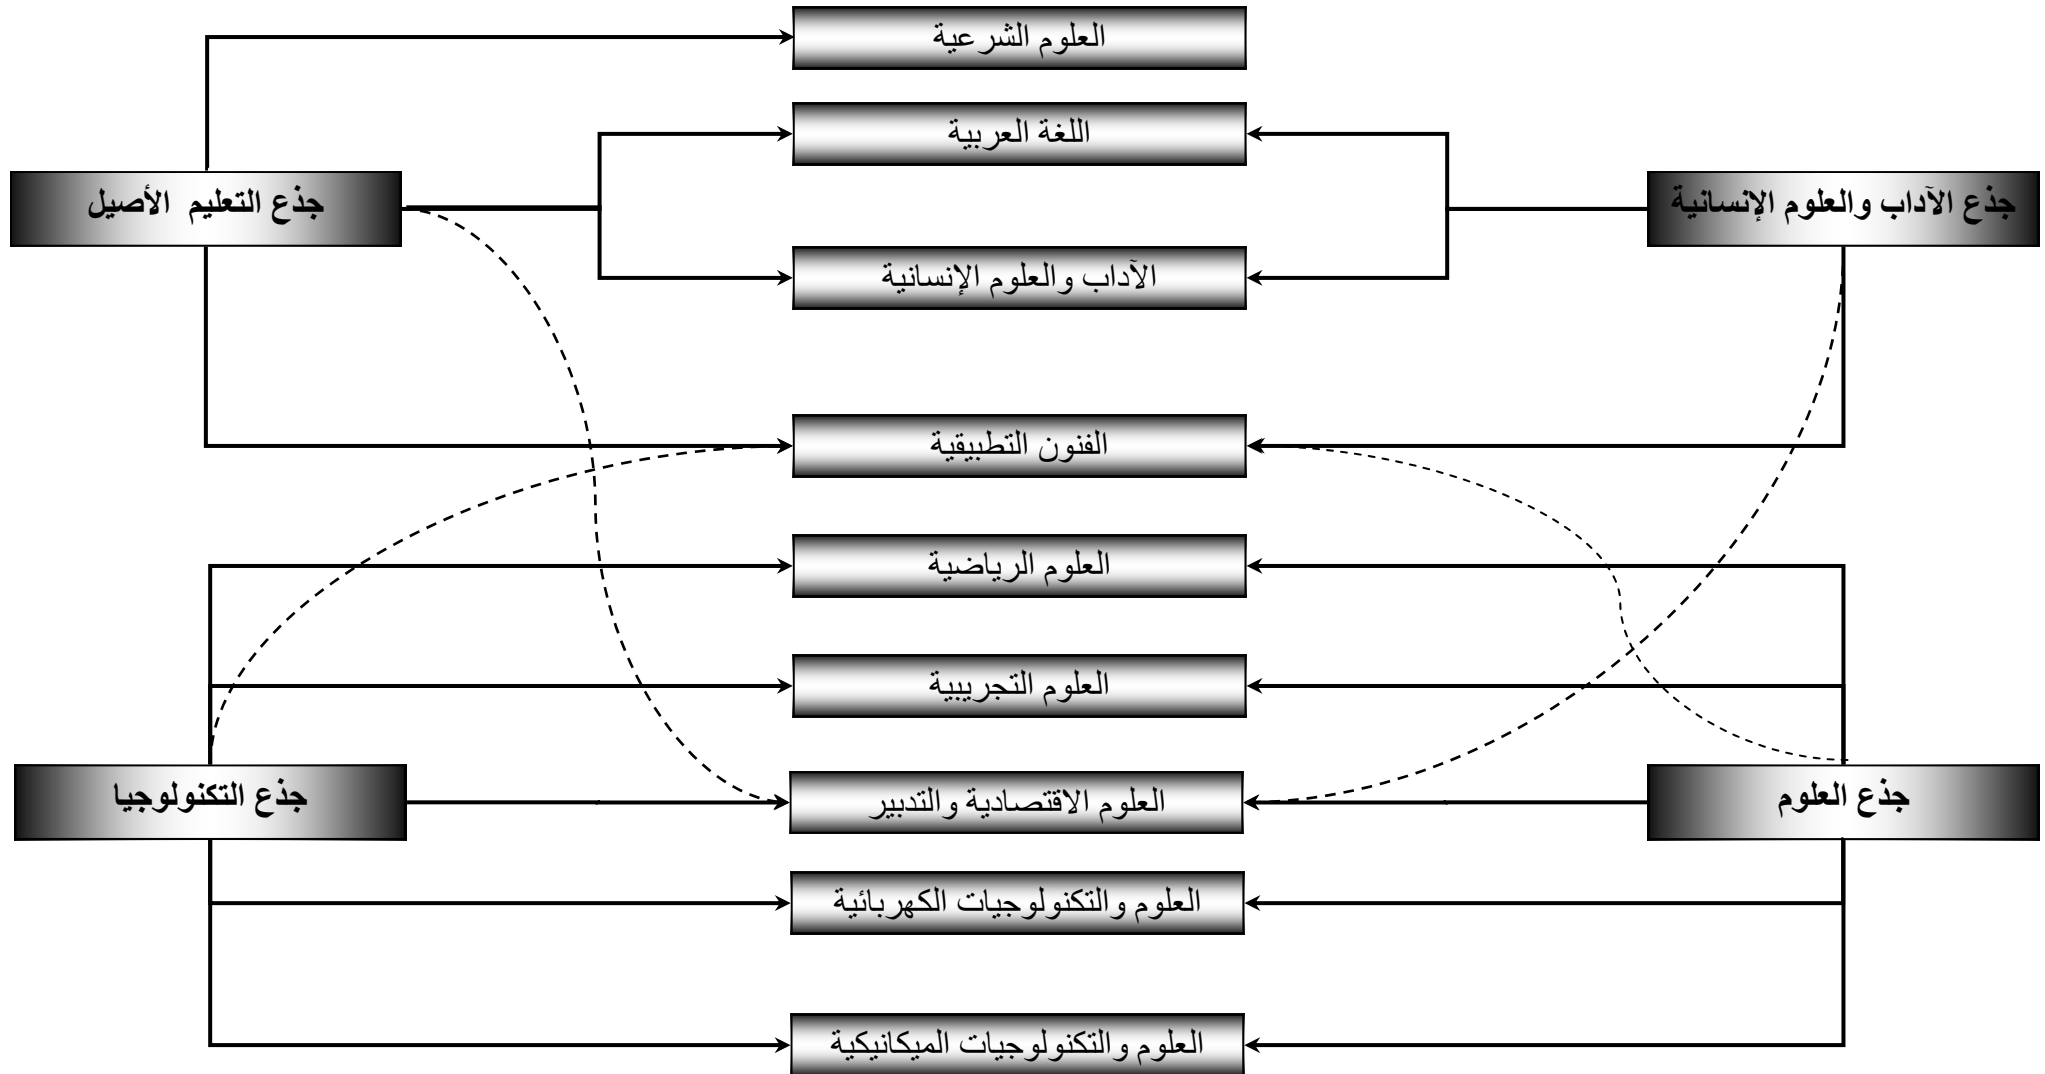 العلوم الشرعية
اللغة العربية
جذع الآداب والعلوم الإنسانية
جذع التعليم الأصيل
الآداب والعلوم الإنسانية
الفنون التطبيقية
العلوم الرياضية
العلوم التجريبية
جذع العلوم
العلوم الاقتصادية والتدبير
جذع التكنولوجيا
العلوم والتكنولوجيات الكهربائية
العلوم والتكنولوجيات الميكانيكية